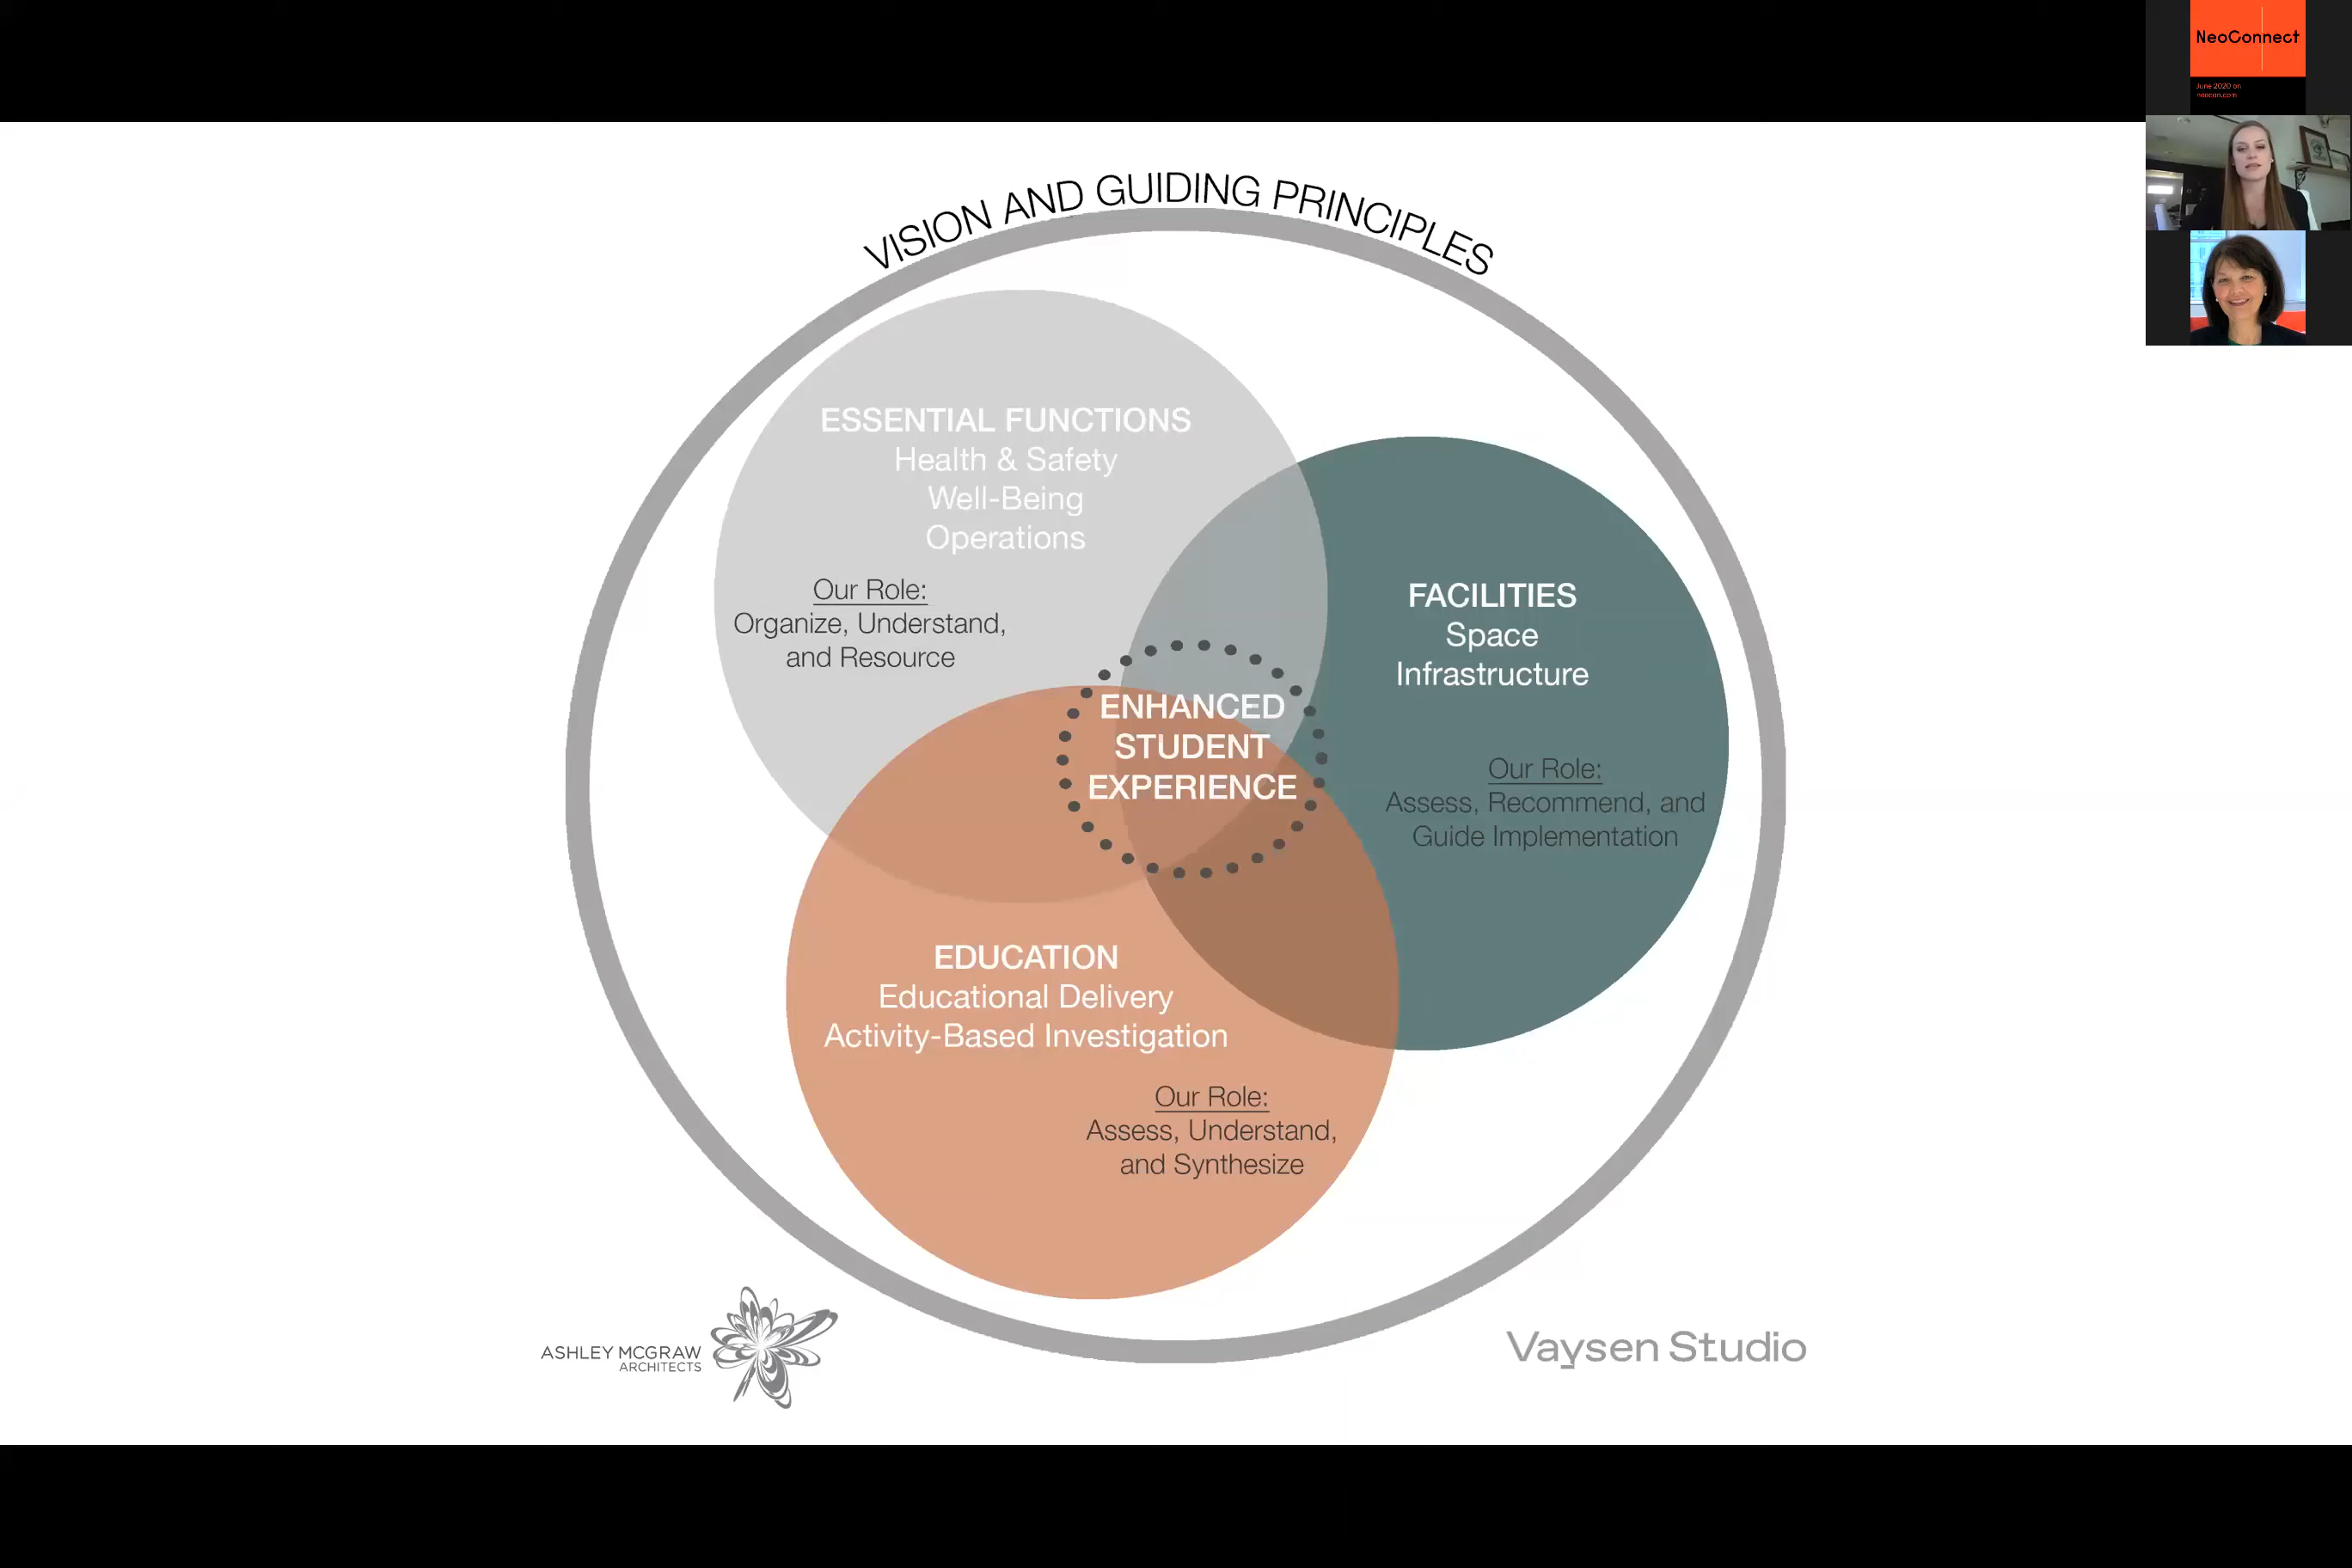 NeoConnect
June 2020 on
neocon.com
VISION AND GUIDING PRINCIPLES
ESSENTIAL FUNCTIONS
Health & Safety
Well-Being
Operations
Our Role:
Organize, Understand,
and Resource
FACILITIES
Space
Infrastructure
Our Role:
Assess, Recommend, and
Guide Implementation
ENHANCED
STUDENT
EXPERIENCE
EDUCATION
Educational Delivery
Activity-Based Investigation
Our Role:
Assess, Understand,
and Synthesize
ASHLEY MCGRAW
ARCHITECTS
Vaysen Studio